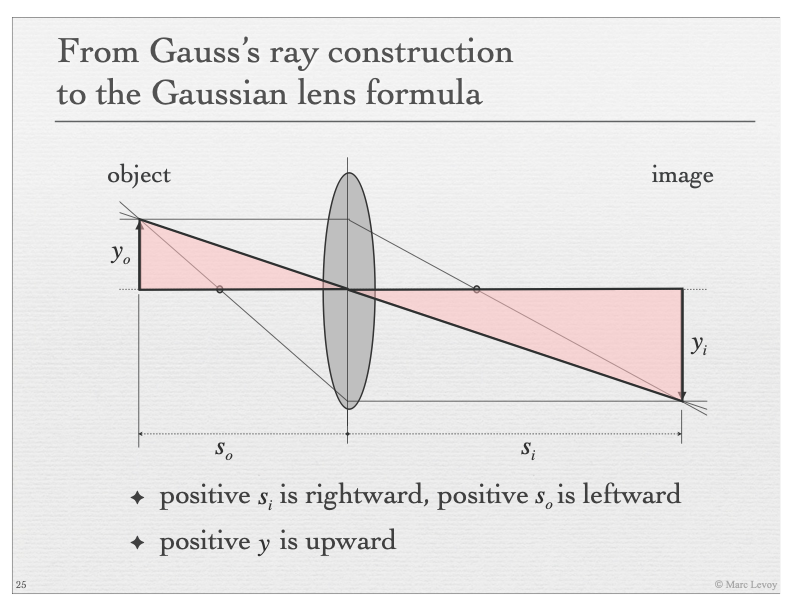 From Gauss's ray construction
to the Gaussian lens formula
object
image
yo
yi
so
si
✦ positive si is rightward, positive so is leftward
✦ positive y is upward
25
© Marc Levoy